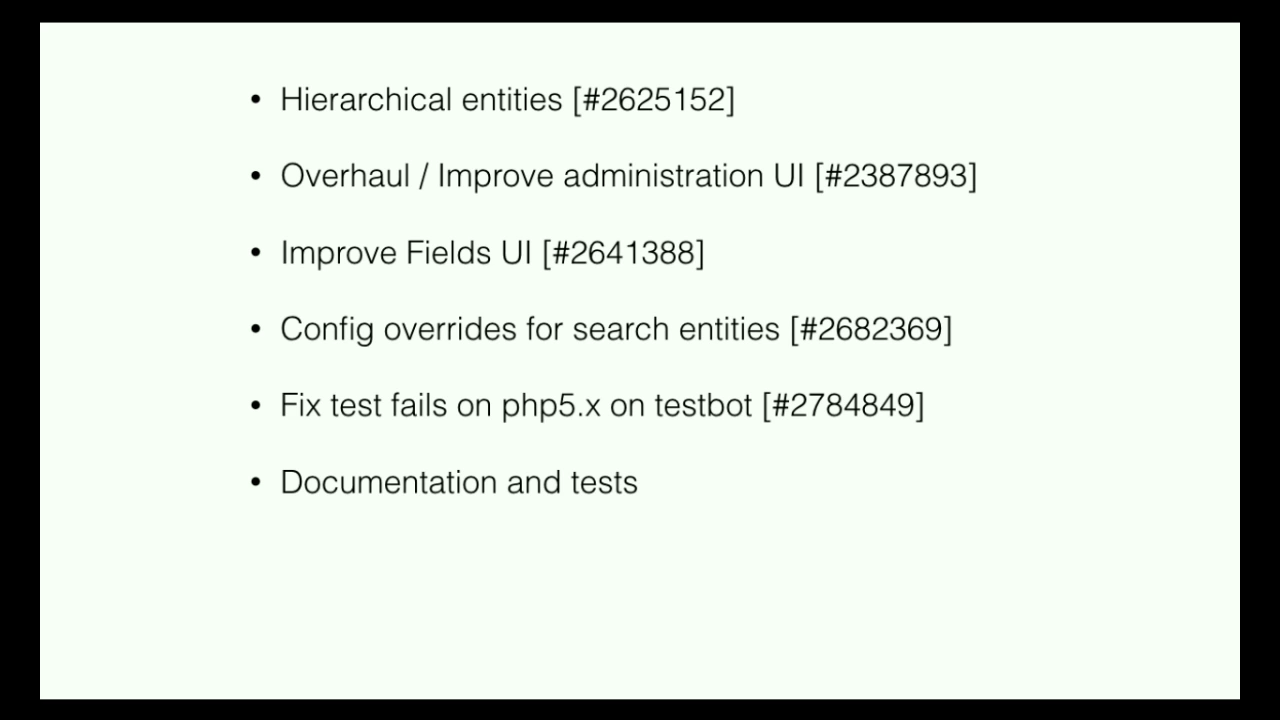 • Hierarchical entities [#2625152]
• Overhaul / Improve administration UI [#2387893]
• Improve Fields UI [#2641388]
• Config overrides for search entities [#2682369]
• Fix test fails on php5.x on testbot [#2784849]
• Documentation and tests